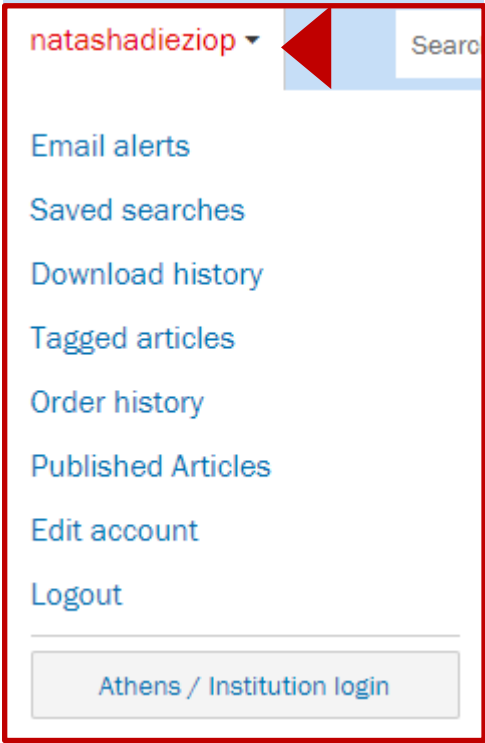 natashadieziop
Searc
Email alerts
Saved searches
Download history
Tagged articles
Order history
Published Articles
Edit account
Logout
Athens / Institution login